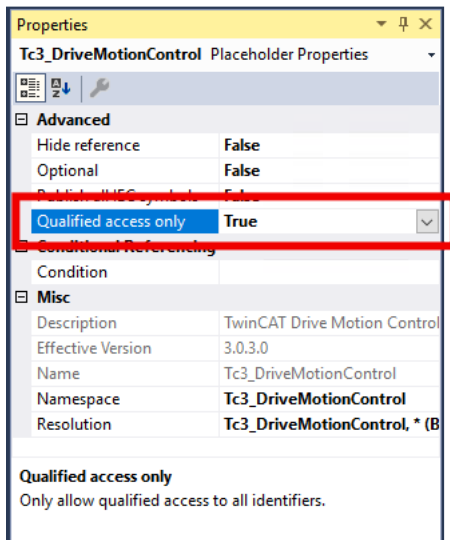 Properties
Tc3_DriveMotionControl Placeholder Properties
Advanced
Hide reference False
Optional False
Qualified access only True
Conditional Referencing
Condition
Misc
Description TwinCAT Drive Motion Control
Effective Version 3.0.3.0
Name Tc3_DriveMotionControl
Namespace Tc3_DriveMotionControl
Resolution Tc3_DriveMotionControl, * (B
Qualified access only
Only allow qualified access to all identifiers.